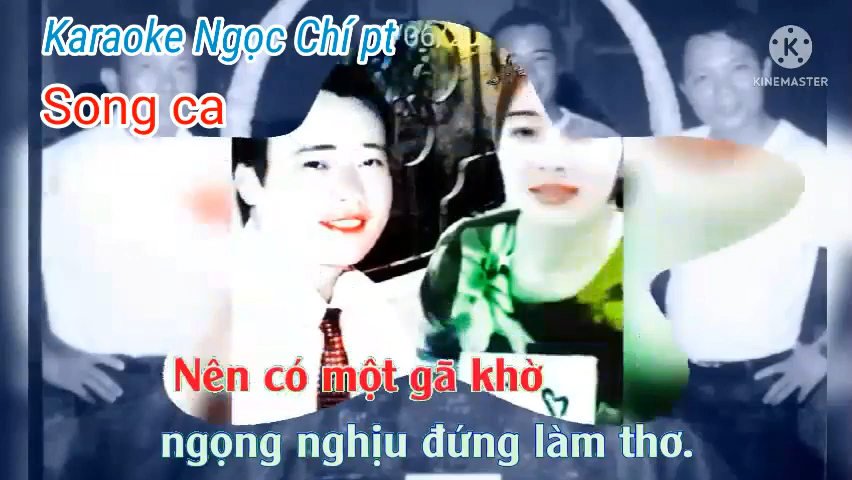 Karaoke Ngọc Chí pt
Song ca
KINEMASTER
Nên có một gã khờ
ngọng nghịu đứng làm thơ.